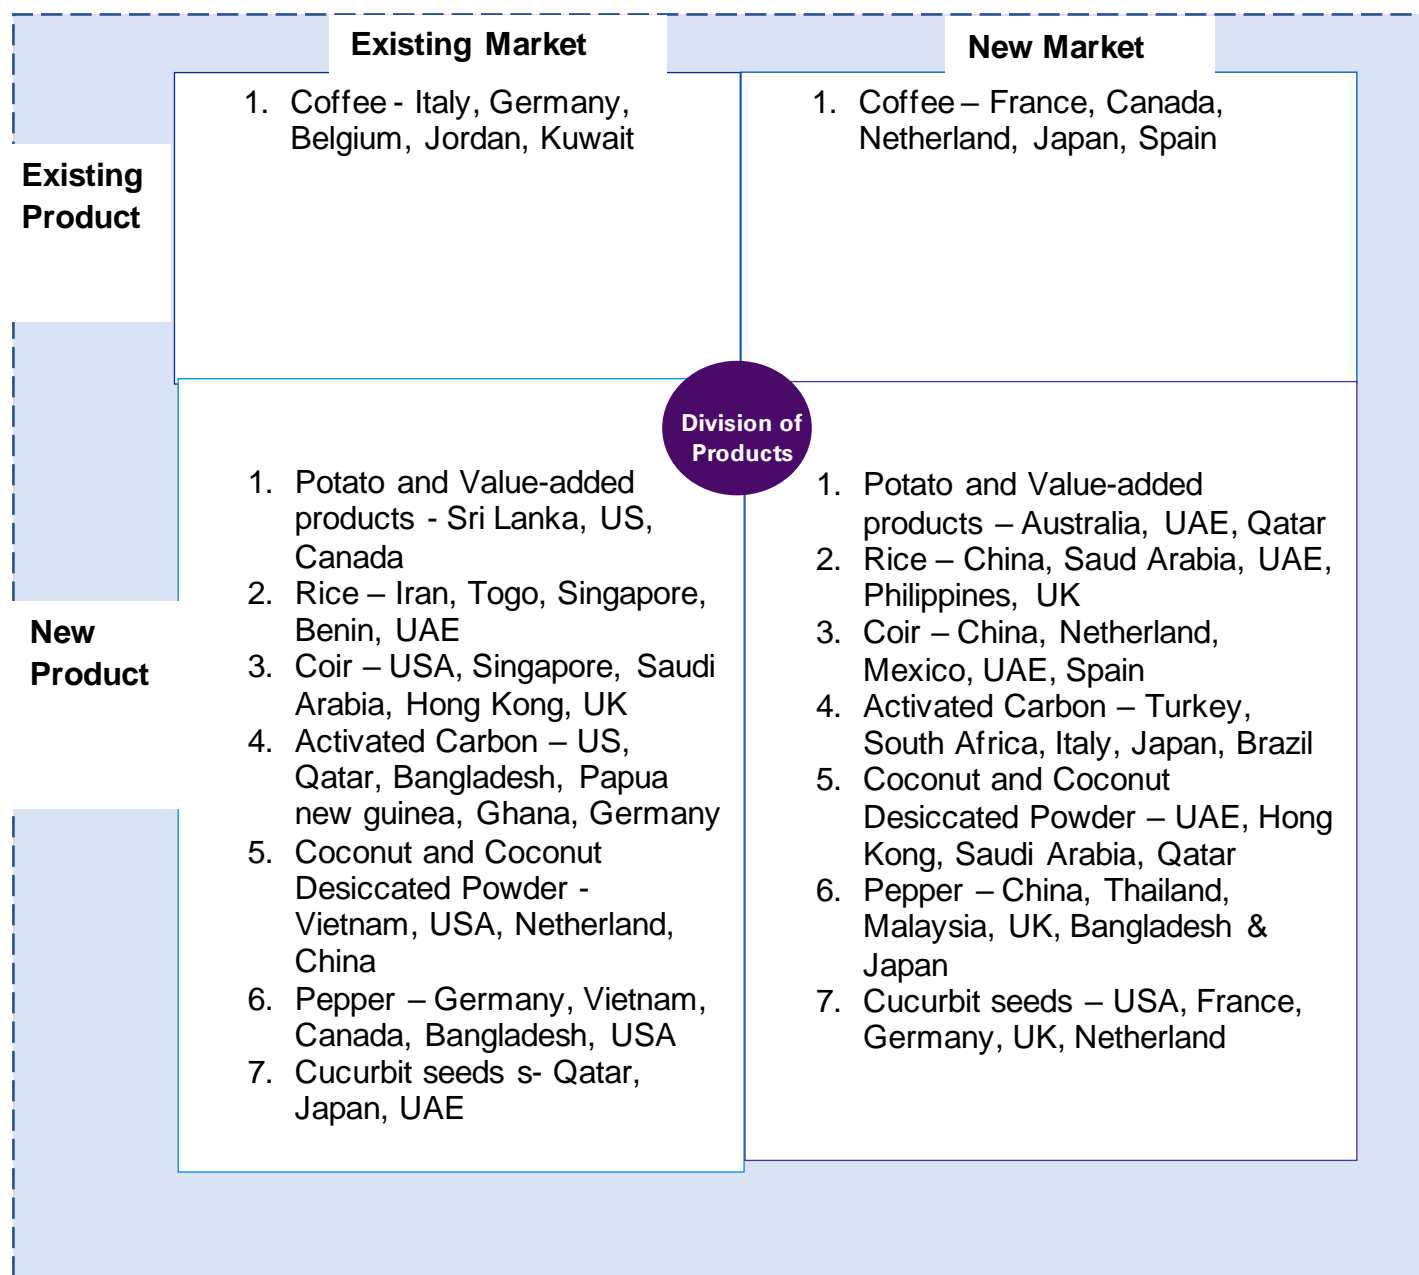 Existing Market
New Market
Existing
Product
1. Coffee - Italy, Germany,
Belgium, Jordan, Kuwait
1. Coffee – France, Canada,
Netherland, Japan, Spain
Division of
Products
New
Product
1. Potato and Value-added
products - Sri Lanka, US,
Canada
2. Rice – Iran, Togo, Singapore,
Benin, UAE
3. Coir – USA, Singapore, Saudi
Arabia, Hong Kong, UK
4. Activated Carbon – US,
Qatar, Bangladesh, Papua
new guinea, Ghana, Germany
5. Coconut and Coconut
Desiccated Powder -
Vietnam, USA, Netherland,
China
6. Pepper – Germany, Vietnam,
Canada, Bangladesh, USA
7. Cucurbit seeds s- Qatar,
Japan, UAE
1. Potato and Value-added
products – Australia, UAE, Qatar
2. Rice – China, Saud Arabia, UAE,
Philippines, UK
3. Coir – China, Netherland,
Mexico, UAE, Spain
4. Activated Carbon – Turkey,
South Africa, Italy, Japan, Brazil
5. Coconut and Coconut
Desiccated Powder – UAE, Hong
Kong, Saudi Arabia, Qatar
6. Pepper – China, Thailand,
Malaysia, UK, Bangladesh &
Japan
7. Cucurbit seeds – USA, France,
Germany, UK, Netherland